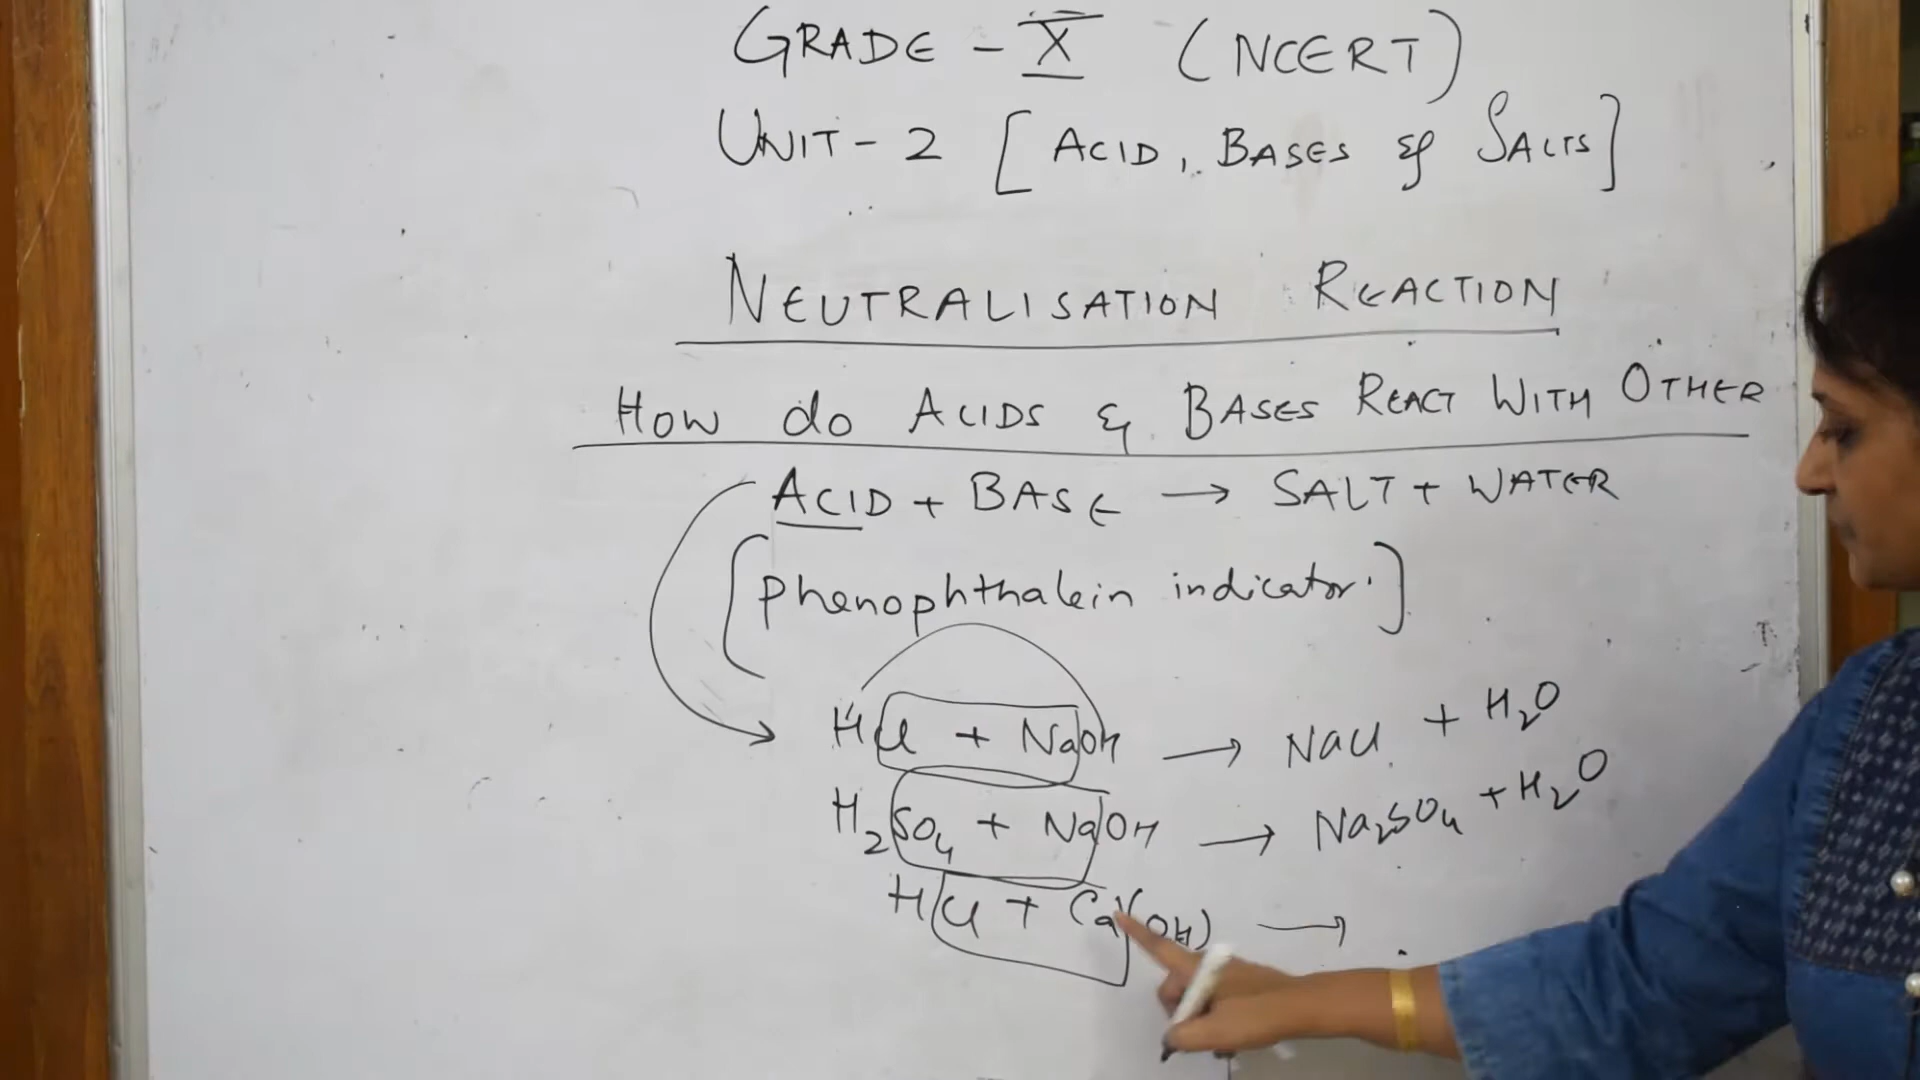 GRADE - X (NCERT)
UNIT - 2 [ACID, BASES & SALTS]
NEUTRALISATION REACTION
HOW do ACIDS & BASES REACT WITH OTHER
ACID + BASE → SALT + WATER
[phenophthalein indicator.]
HCl + NaOH → NaCl + H₂O
H₂SO₄ + NaOH → Na₂SO₄ + H₂O
HCl + Ca(OH) →